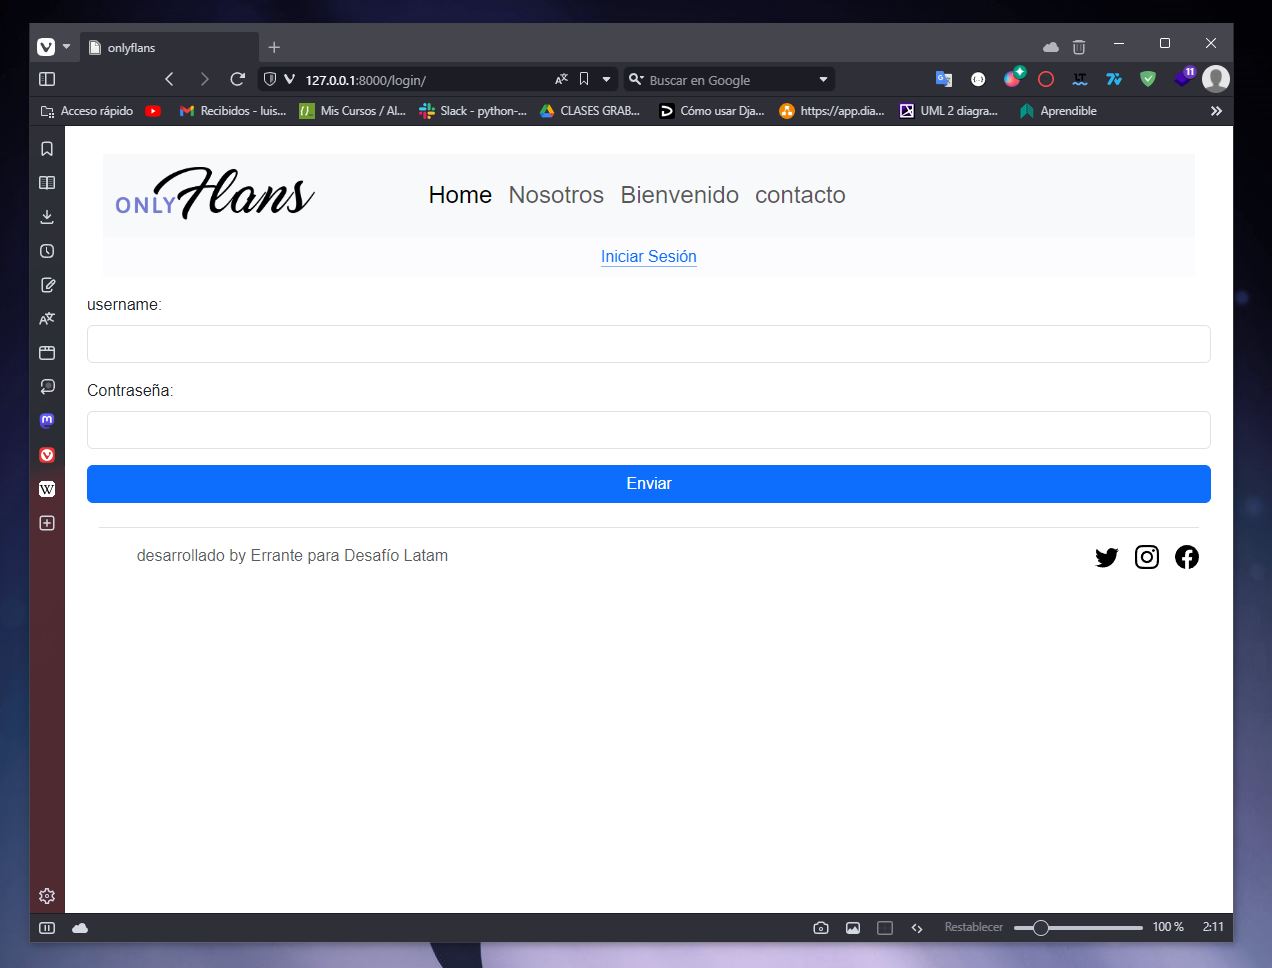 onlyflans
127.0.0.1:8000/login/
Buscar en Google
11
Acceso rápido
Recibidos - luis...
Mis Cursos / Al...
Slack - python-...
CLASES GRAB...
Cómo usar Dja...
https://app.dia...
UML 2 diagra...
Aprendible
ONLY Flans
Home Nosotros Bienvenido contacto
Iniciar Sesión
username:
Contraseña:
Enviar
desarrollado by Errante para Desafío Latam
Restablecer
100 %
2:11